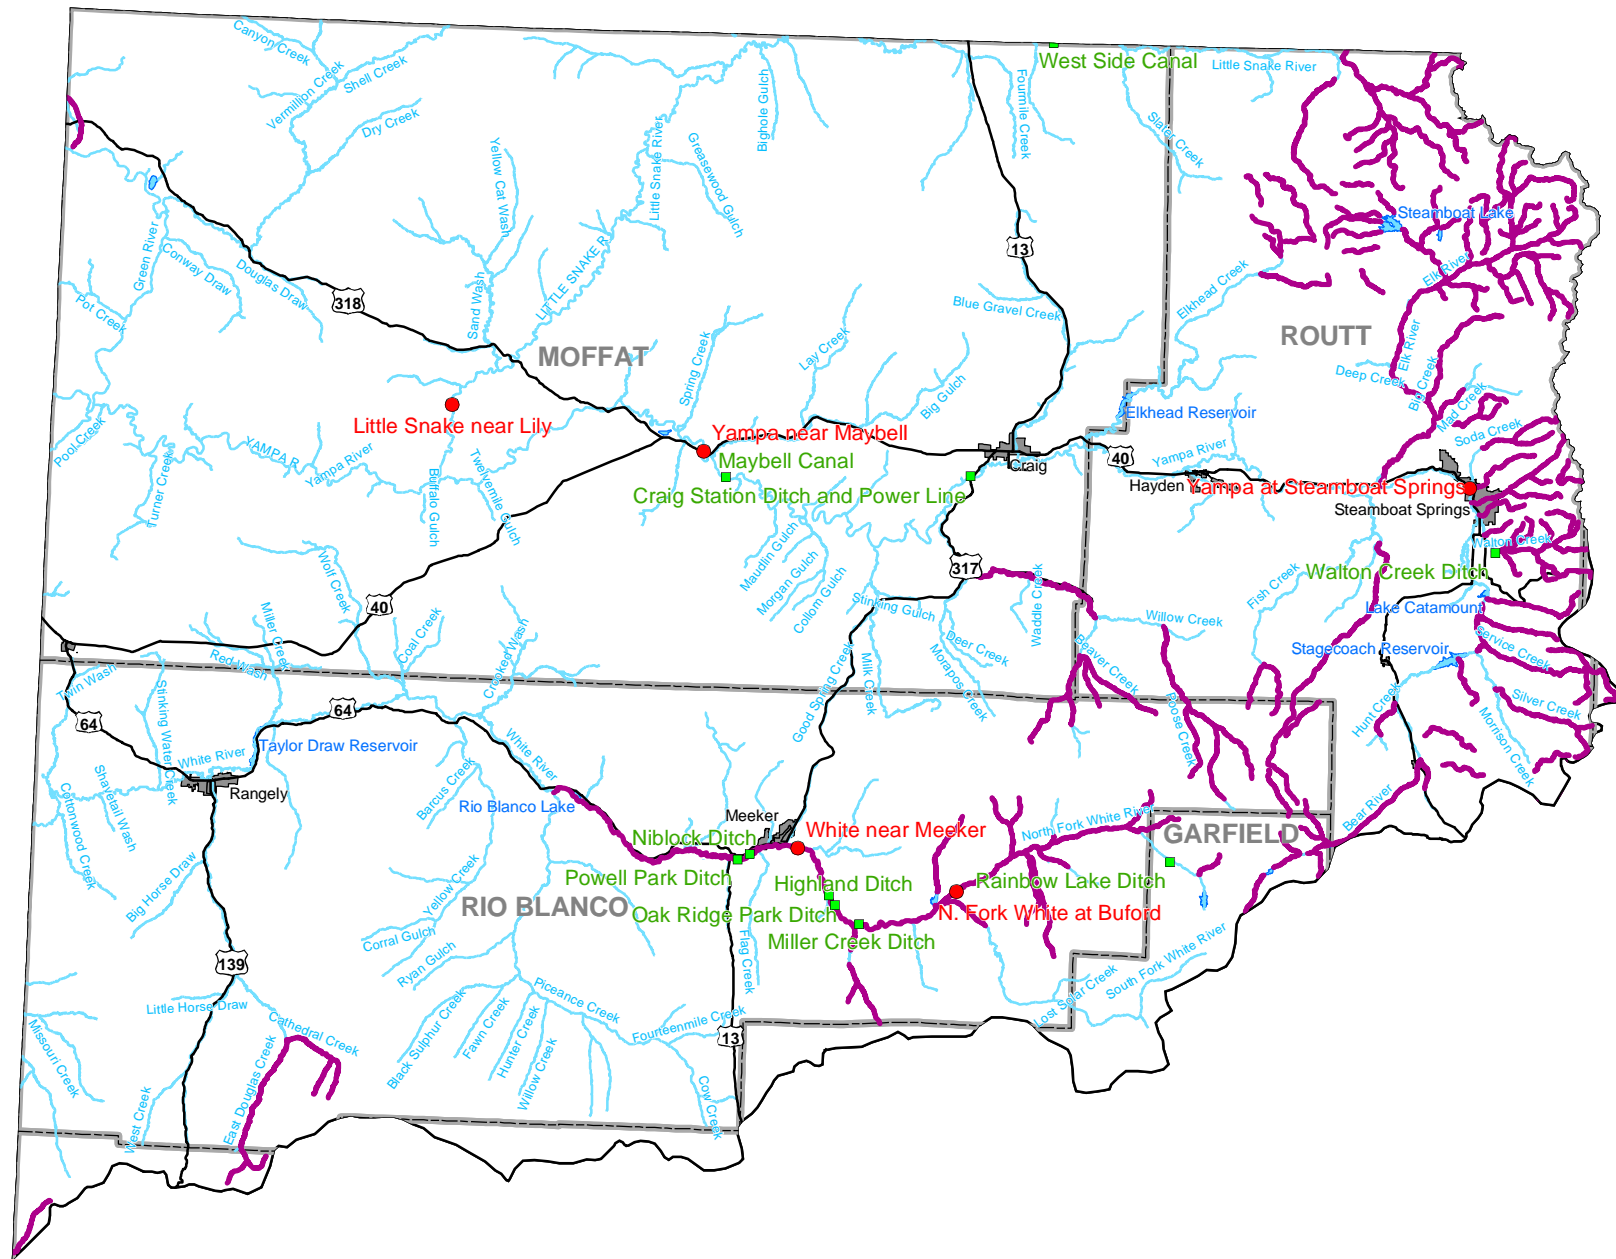 Canyon Creek
Vermillion Creek
Shell Creek
Dry Creek
Yellow Cat Wash
Little Snake River
Greasewood Gulch
Bighole Gulch
Fourmile Creek
West Side Canal
Little Snake River
Slater Creek
Green River
Conway Draw
Douglas Draw
Pot Creek
318
Sand Wash
LITTLE SNAKE R
13
Blue Gravel Creek
Elkhead Creek
Steamboat Lake
Elk River
ROUTT
MOFFAT
Spring Creek
Lay Creek
Big Gulch
Elk River
Deep Creek
Big Creek
Mad Creek
Soda Creek
Little Snake near Lily
Yampa near Maybell
Maybell Canal
Craig Station Ditch and Power Line
Craig
Elkhead Reservoir
40
Yampa River
Hayden
Yampa at Steamboat Springs
Steamboat Springs
Walton Creek
Walton Creek Ditch
Pool Creek
Turner Creek
YAMPA R
Yampa River
Buffalo Gulch
Twelvemile Gulch
Maudlin Gulch
Morgan Gulch
Collom Gulch
317
Stinking Gulch
Deer Creek
Morapos Creek
Waddle Creek
Milk Creek
Good Spring Creek
Willow Creek
Beaver Creek
Fish Creek
Lake Catamount
Stagecoach Reservoir
Service Creek
Silver Creek
Morrison Creek
Hunt Creek
Poose Creek
Bear River
Wolf Creek
40
Coal Creek
Crooked Wash
Miller Creek
Red Wash
Twin Wash
Stinking Water Creek
64
64
Taylor Draw Reservoir
White River
White River
Rangely
Shavetail Wash
Cottonwood Creek
Big Horse Draw
Barcus Creek
Rio Blanco Lake
Meeker
Niblock Ditch
Powell Park Ditch
White near Meeker
Highland Ditch
Oak Ridge Park Ditch
Miller Creek Ditch
North Fork White River
GARFIELD
Rainbow Lake Ditch
N. Fork White at Buford
RIO BLANCO
Yellow Creek
Corral Gulch
Ryan Gulch
Flag Creek
Lost Solar Creek
South Fork White River
139
Little Horse Draw
Cathedral Creek
East Douglas Creek
West Creek
Missouri Creek
Black Sulphur Creek
Fawn Creek
Hunter Creek
Willow Creek
Piceance Creek
Fourteenmile Creek
13
Cow Creek